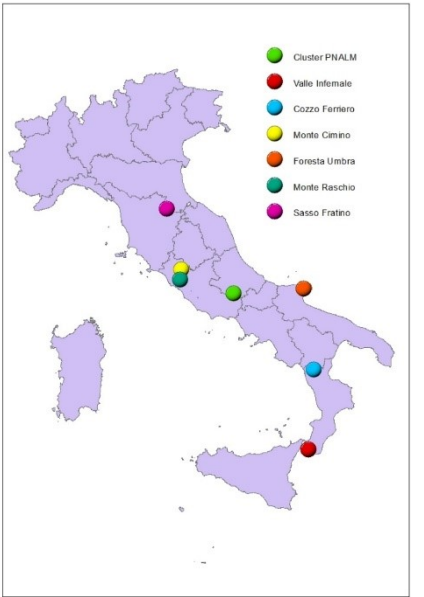 Cluster PNALM
Valle Infernale
Cozzo Ferriero
Monte Cimino
Foresta Umbra
Monte Raschio
Sasso Fratino